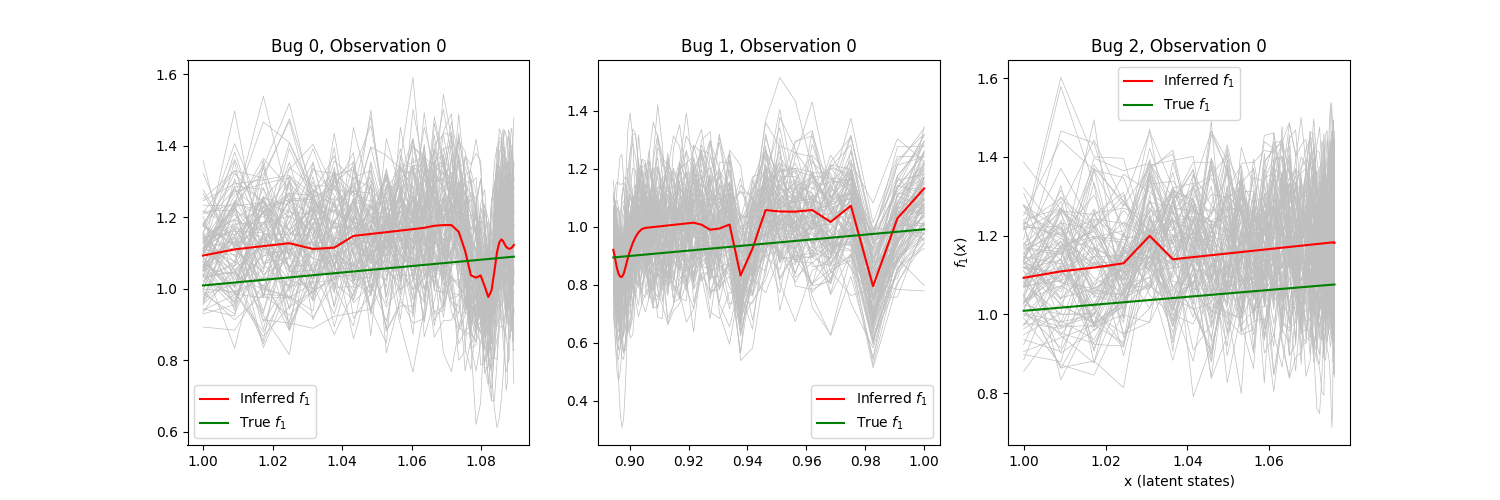 Bug 0, Observation 0
1.6
1.4
1.2
1.0
0.8
0.6
1.00 1.02 1.04 1.06 1.08
Inferred f₁
True f₁
Bug 1, Observation 0
1.4
1.2
1.0
0.8
0.6
0.4
0.90 0.92 0.94 0.96 0.98 1.00
Inferred f₁
True f₁
Bug 2, Observation 0
Inferred f₁
True f₁
f₁(x)
1.6
1.4
1.2
1.0
0.8
1.00 1.02 1.04 1.06
x (latent states)